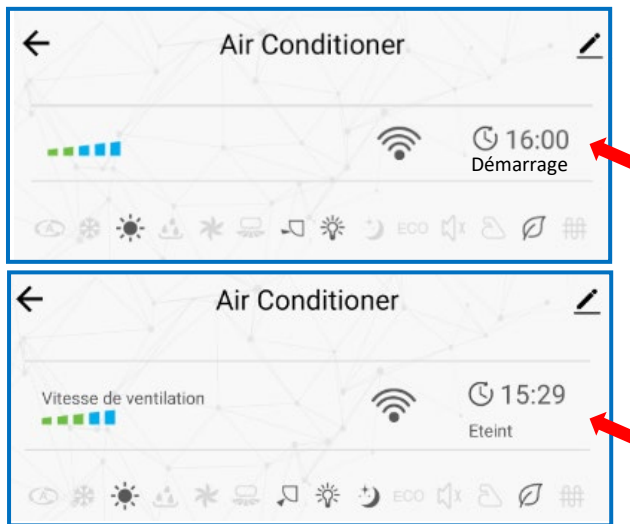 Air Conditioner
16:00
Démarrage
ECO
Air Conditioner
Vitesse de ventilation
15:29
Eteint
ECO